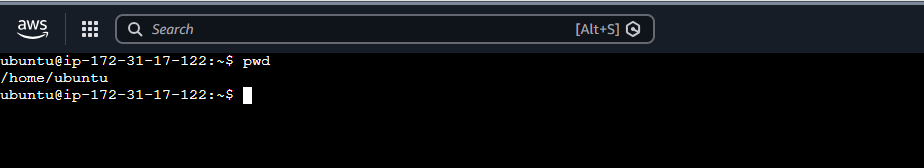 aws Search [Alt+S]
ubuntu@ip-172-31-17-122:~$ pwd
/home/ubuntu
ubuntu@ip-172-31-17-122:~$